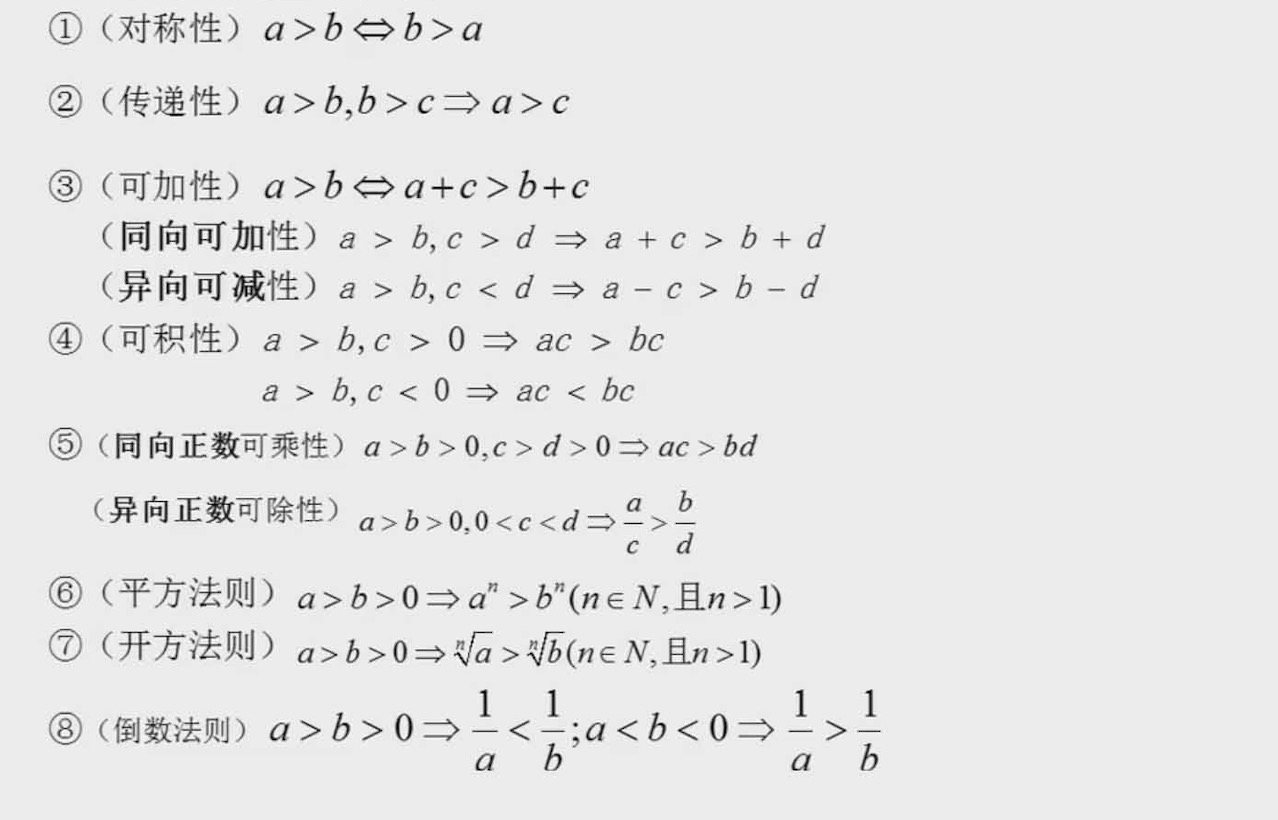 ①（对称性）a>b⇔b>a
②（传递性）a>b,b>c⇒a>c
③（可加性）a>b⇔a+c>b+c
（同向可加性）a > b, c > d ⇒ a + c > b + d
（异向可减性）a > b, c < d ⇒ a − c > b − d
④（可积性）a > b, c > 0 ⇒ ac > bc
a > b, c < 0 ⇒ ac < bc
⑤（同向正数可乘性）a>b>0,c>d>0⇒ac>bd
（异向正数可除性）a>b>0,0<c<d⇒a/c>b/d
⑥（平方法则）a>b>0⇒aⁿ>bⁿ(n∈N,且n>1)
⑦（开方法则）a>b>0⇒ⁿ√a>ⁿ√b(n∈N,且n>1)
⑧（倒数法则）a>b>0⇒1/a<1/b;a<b<0⇒1/a>1/b